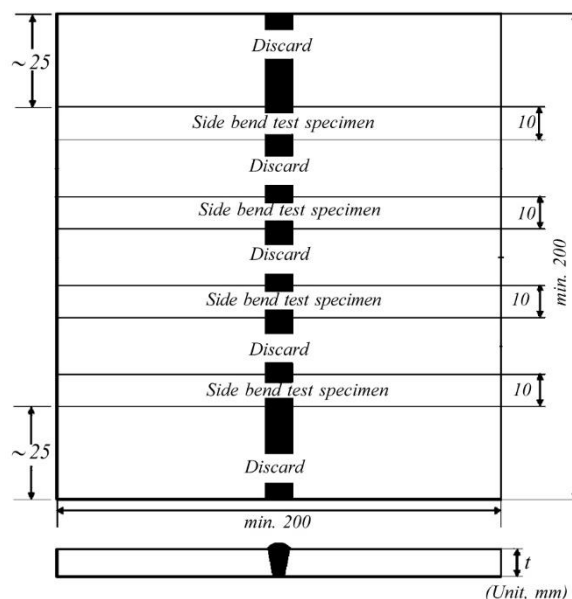 Discard
~25
Side bend test specimen
10
Discard
Side bend test specimen
10
Discard
min. 200
Side bend test specimen
10
Discard
Side bend test specimen
10
~25
Discard
min. 200
t
(Unit, mm)